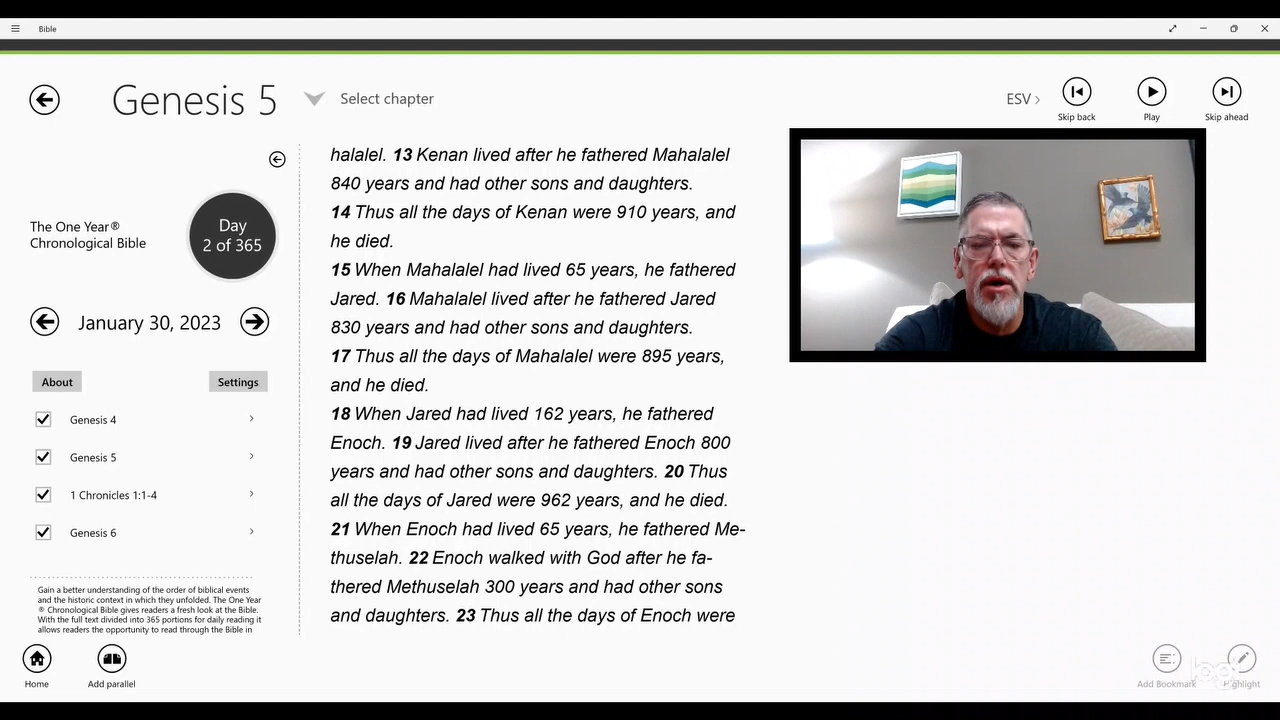 Bible
Genesis 5
Select chapter
ESV
Skip back
Play
Skip ahead
The One Year®
Chronological Bible
Day
2 of 365
January 30, 2023
About
Settings
Genesis 4
Genesis 5
1 Chronicles 1:1-4
Genesis 6
Gain a better understanding of the order of biblical events
and the historic context in which they unfolded. The One Year
® Chronological Bible gives readers a fresh look at the Bible.
With the full text divided into 365 portions for daily reading it
allows readers the opportunity to read through the Bible in
halalel. 13 Kenan lived after he fathered Mahalalel
840 years and had other sons and daughters.
14 Thus all the days of Kenan were 910 years, and
he died.
15 When Mahalalel had lived 65 years, he fathered
Jared. 16 Mahalalel lived after he fathered Jared
830 years and had other sons and daughters.
17 Thus all the days of Mahalalel were 895 years,
and he died.
18 When Jared had lived 162 years, he fathered
Enoch. 19 Jared lived after he fathered Enoch 800
years and had other sons and daughters. 20 Thus
all the days of Jared were 962 years, and he died.
21 When Enoch had lived 65 years, he fathered Me-
thuselah. 22 Enoch walked with God after he fa-
thered Methuselah 300 years and had other sons
and daughters. 23 Thus all the days of Enoch were
Home
Add parallel
Add Bookmark
Highlight
logi